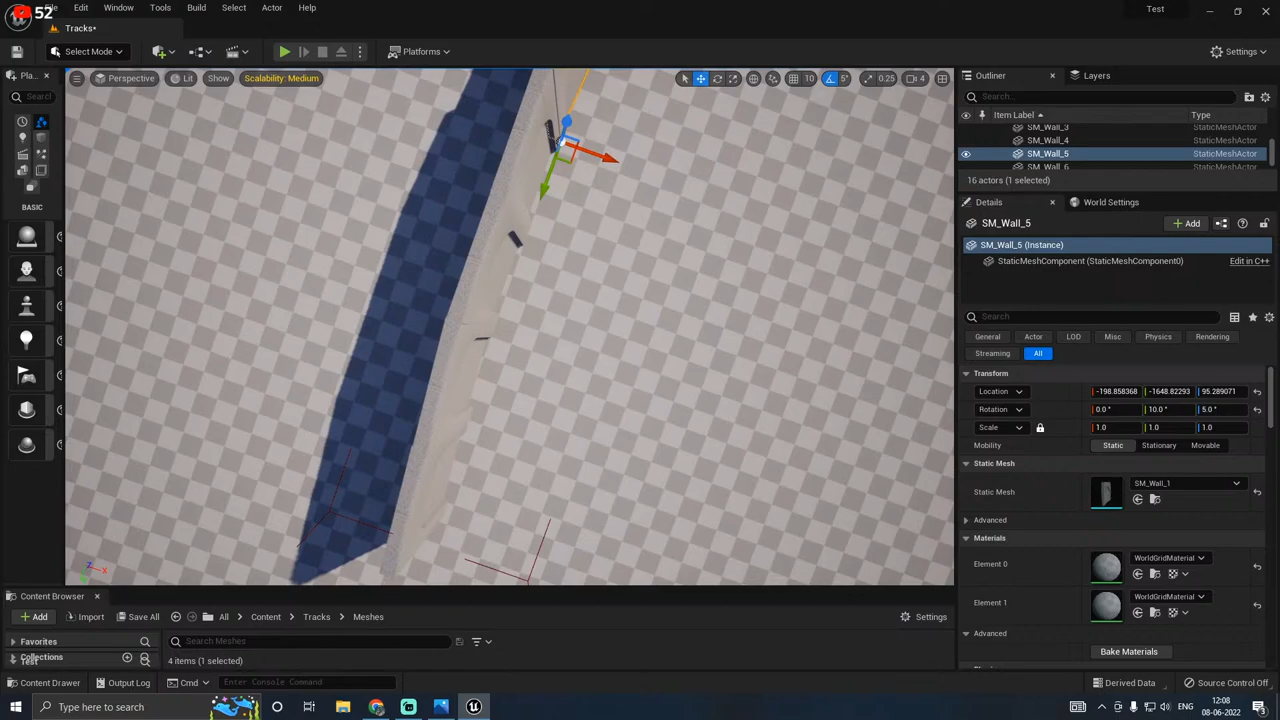 52
File
Edit
Window
Tools
Build
Select
Actor
Help
Test
Tracks*
Select Mode
Platforms
Settings
Pla
Searcl
BASIC
Perspective
Lit
Show
Scalability: Medium
10
5°
0.25
4
Outliner
Layers
Search...
Item Label
Type
SM_Wall_3
StaticMeshActor
SM_Wall_4
StaticMeshActor
SM_Wall_5
StaticMeshActor
SM_Wall_6
StaticMeshActor
16 actors (1 selected)
Details
World Settings
SM_Wall_5
Add
SM_Wall_5 (Instance)
StaticMeshComponent (StaticMeshComponent0)
Edit in C++
Search
General
Actor
LOD
Misc
Physics
Rendering
Streaming
All
Transform
Location
-198.858368
-1648.82293
95.289071
Rotation
0.0 °
10.0 °
5.0 °
Scale
1.0
1.0
1.0
Mobility
Static
Stationary
Movable
Static Mesh
Static Mesh
SM_Wall_1
Advanced
Materials
Element 0
WorldGridMaterial
Element 1
WorldGridMaterial
Advanced
Bake Materials
Z
X
Content Browser
Add
Import
Save All
All
Content
Tracks
Meshes
Settings
Favorites
Test
Collections
Search Meshes
4 items (1 selected)
Content Drawer
Output Log
Cmd
Enter Console Command
Derived Data
Source Control Off
Type here to search
ENG
12:08
08-06-2022